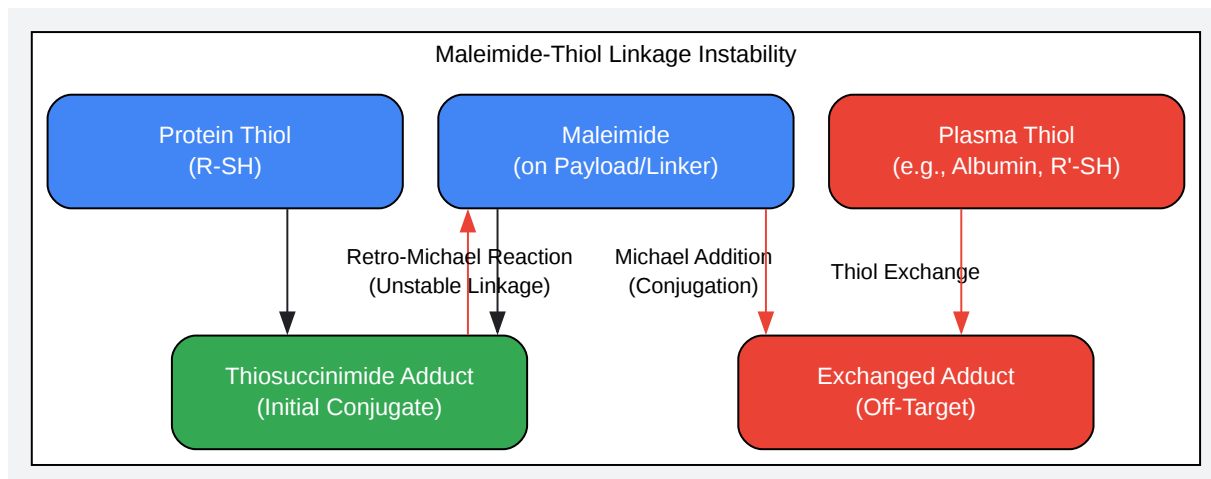 Maleimide-Thiol Linkage Instability
Protein Thiol
(R-SH)
Maleimide
(on Payload/Linker)
Plasma Thiol
(e.g., Albumin, R'-SH)
Retro-Michael Reaction
(Unstable Linkage)
Michael Addition
(Conjugation)
Thiol Exchange
Thiosuccinimide Adduct
(Initial Conjugate)
Exchanged Adduct
(Off-Target)